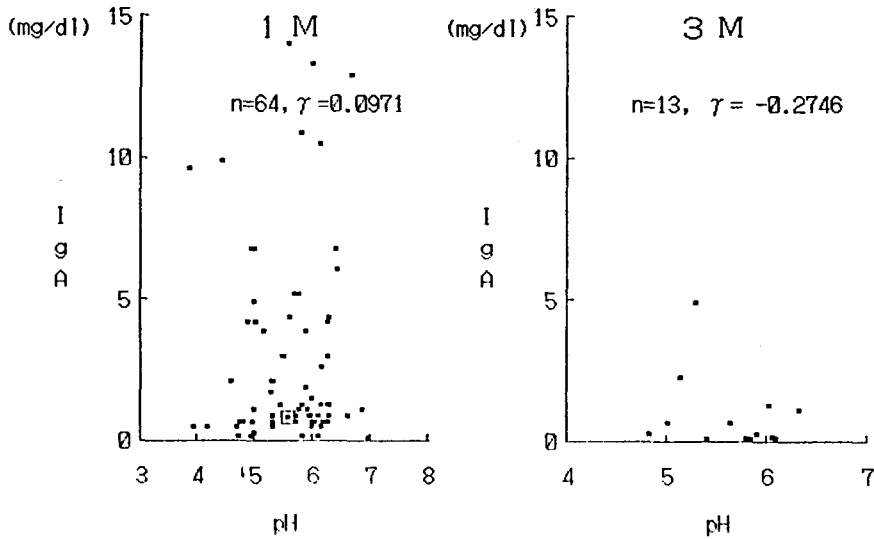 (mg/dl)
15
1 M
n=64, γ=0.0971
10
I
g
A
5
0
3 4 5 6 7 8
pH
(mg/dl)
15
3 M
n=13, γ = -0.2746
10
I
g
A
5
0
4 5 6 7
pH